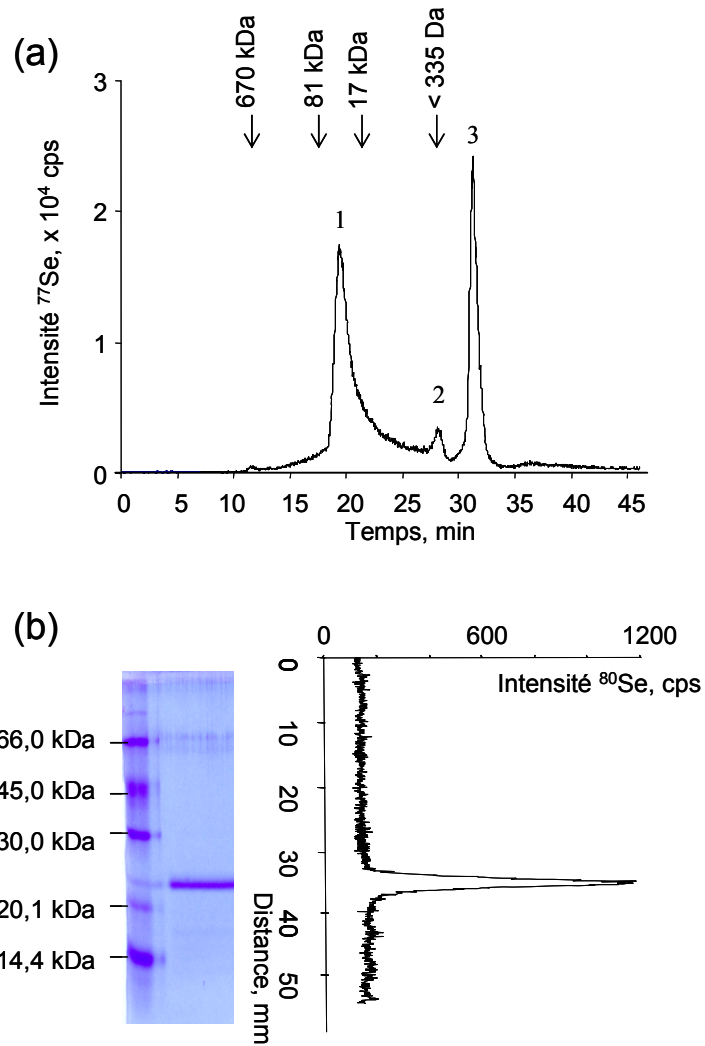 (a)
670 kDa
81 kDa
17 kDa
< 335 Da
3
2
1
0
Intensité ⁷⁷Se, x 10⁴ cps
1
2
3
0 5 10 15 20 25 30 35 40 45
Temps, min
(b)
66,0 kDa
45,0 kDa
30,0 kDa
20,1 kDa
14,4 kDa
0 600 1200
Intensité ⁸⁰Se, cps
0
10
20
30
40
50
Distance, mm